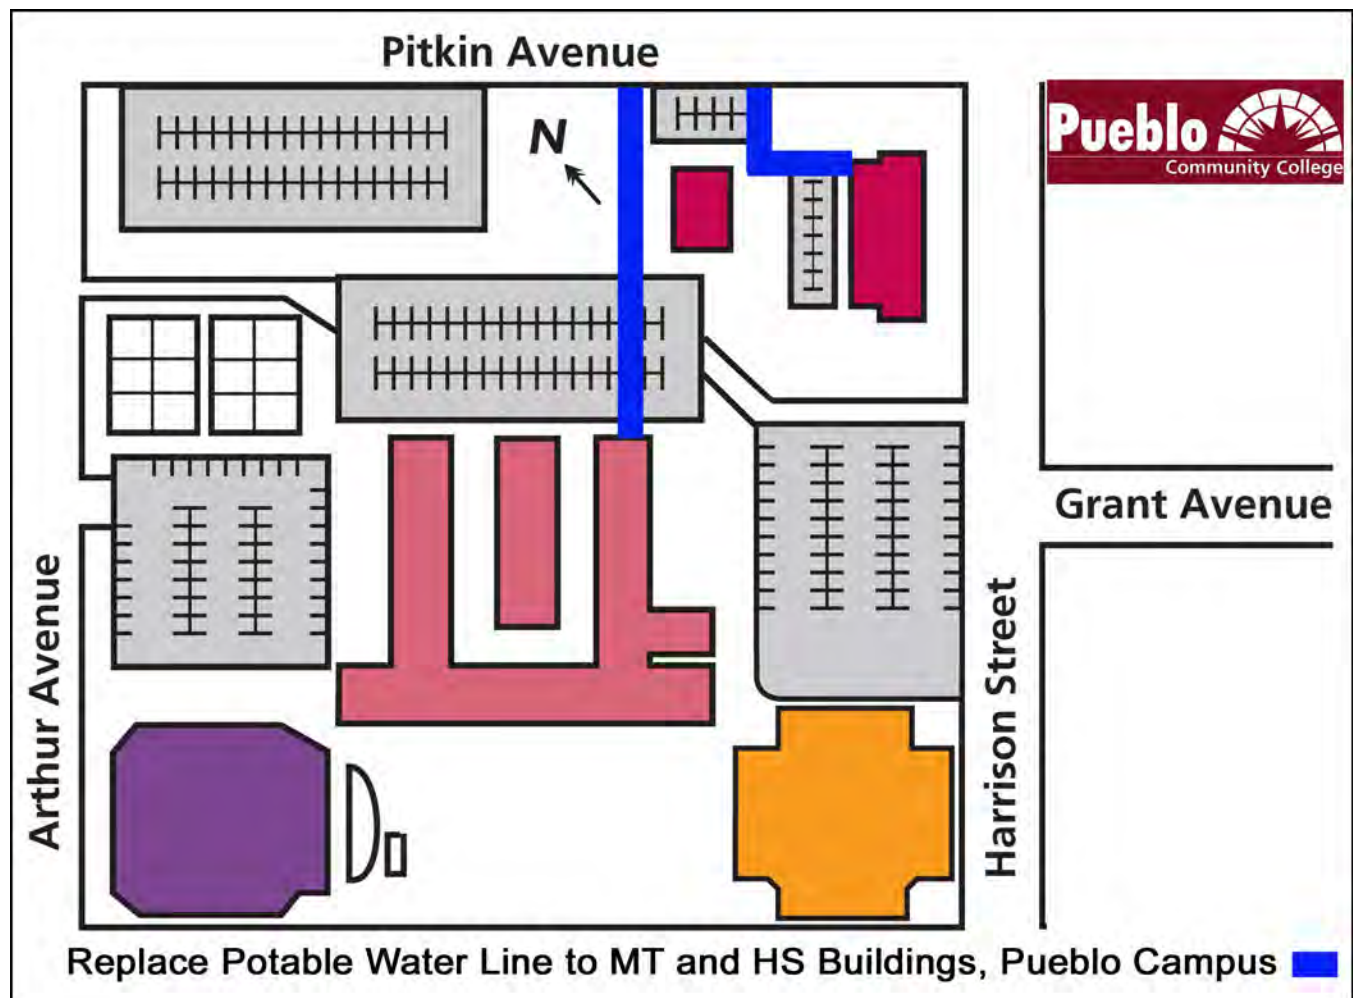 Pitkin Avenue
N
Pueblo
Community College
Grant Avenue
Arthur Avenue
Harrison Street
Replace Potable Water Line to MT and HS Buildings, Pueblo Campus